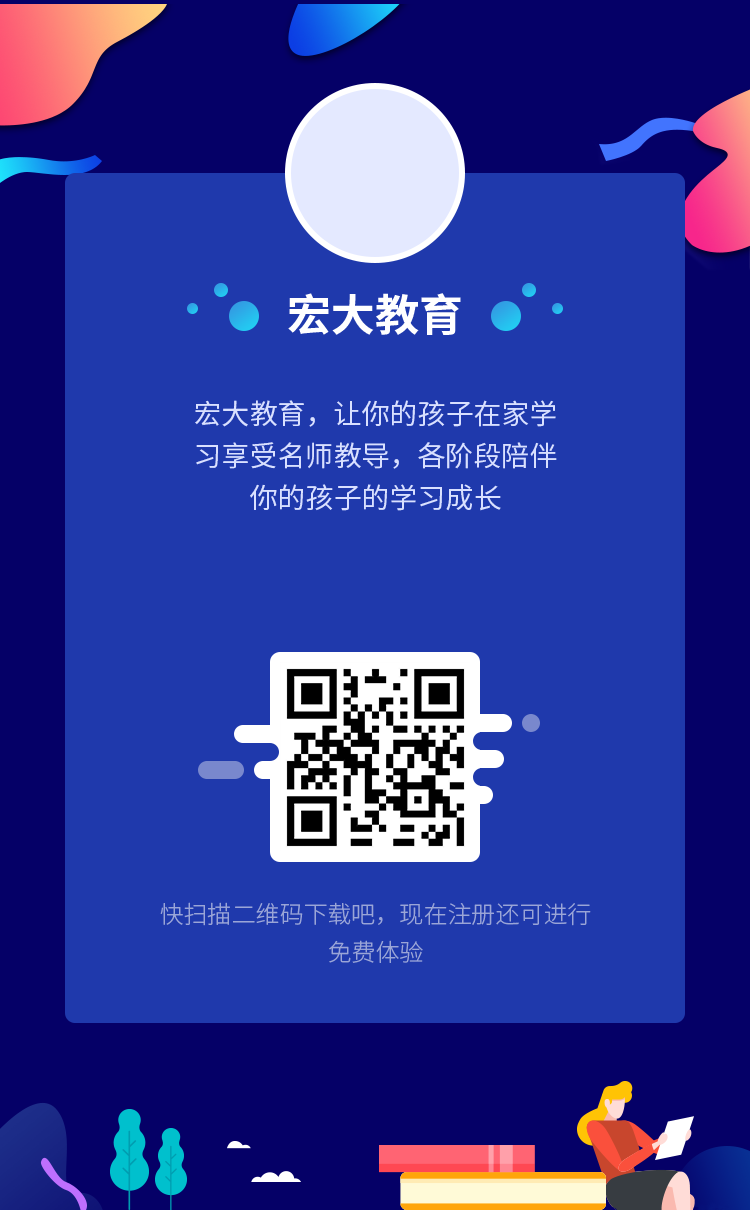 宏大教育
宏大教育，让你的孩子在家学
习享受名师教导，各阶段陪伴
你的孩子的学习成长
快扫描二维码下载吧，现在注册还可进行
免费体验